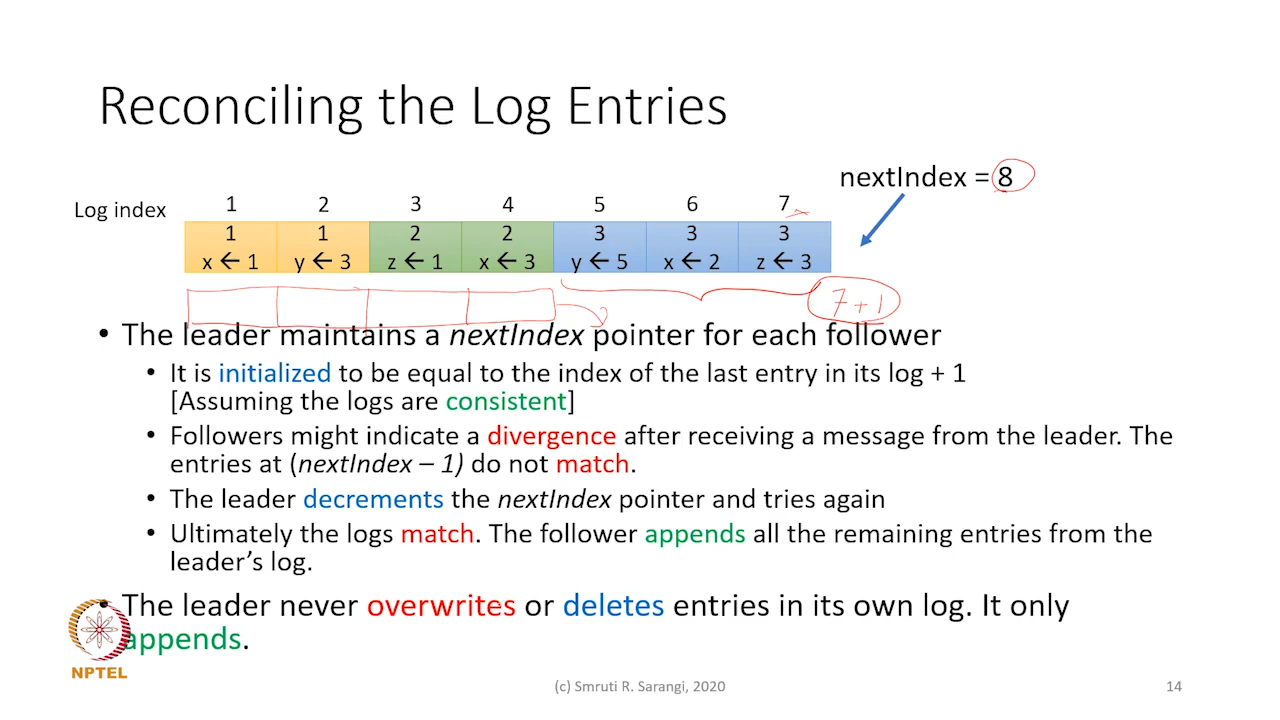 Reconciling the Log Entries
nextIndex = 8
Log index 1 2 3 4 5 6 7
1 1 2 2 3 3 3
x ← 1 y ← 3 z ← 1 x ← 3 y ← 5 x ← 2 z ← 3
7 + 1
• The leader maintains a nextIndex pointer for each follower
• It is initialized to be equal to the index of the last entry in its log + 1
[Assuming the logs are consistent]
• Followers might indicate a divergence after receiving a message from the leader. The
entries at (nextIndex – 1) do not match.
• The leader decrements the nextIndex pointer and tries again
• Ultimately the logs match. The follower appends all the remaining entries from the
leader's log.
• The leader never overwrites or deletes entries in its own log. It only
appends.
NPTEL
(c) Smruti R. Sarangi, 2020
14